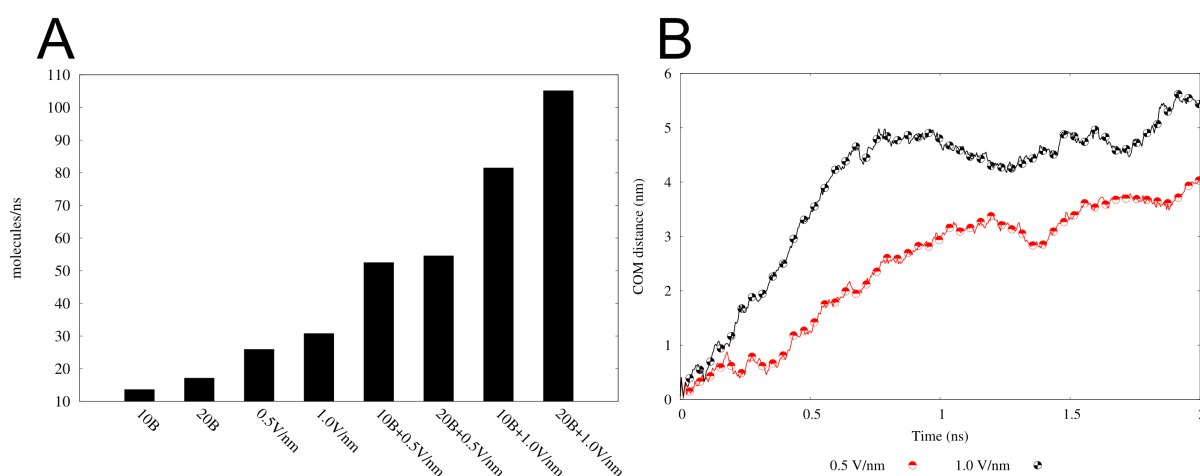 A
molecules/ns
110
100
90
80
70
60
50
40
30
20
10
10B
20B
0.5V/nm
1.0V/nm
10B+0.5V/nm
20B+0.5V/nm
10B+1.0V/nm
20B+1.0V/nm
B
COM distance (nm)
6
5
4
3
2
1
0
0
0.5
1
1.5
2
Time (ns)
0.5 V/nm
1.0 V/nm